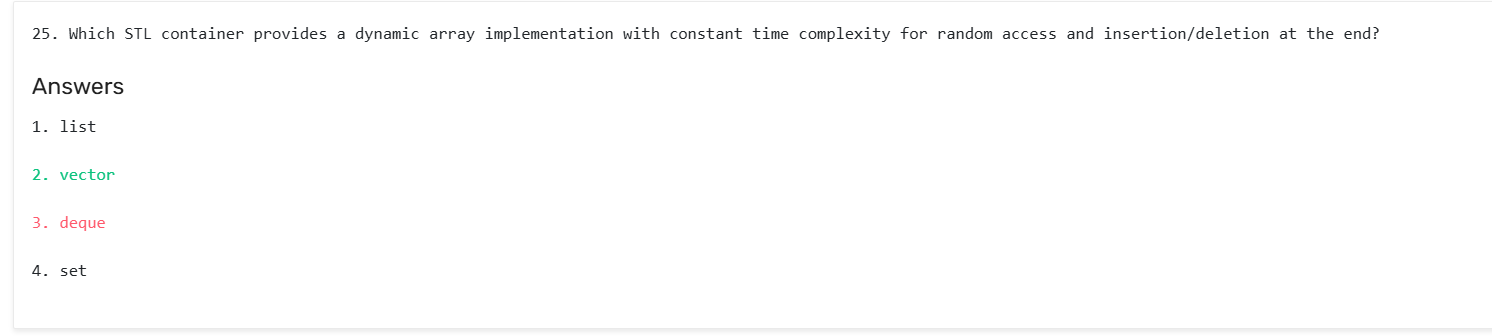 25. Which STL container provides a dynamic array implementation with constant time complexity for random access and insertion/deletion at the end?
Answers
1. list
2. vector
3. deque
4. set